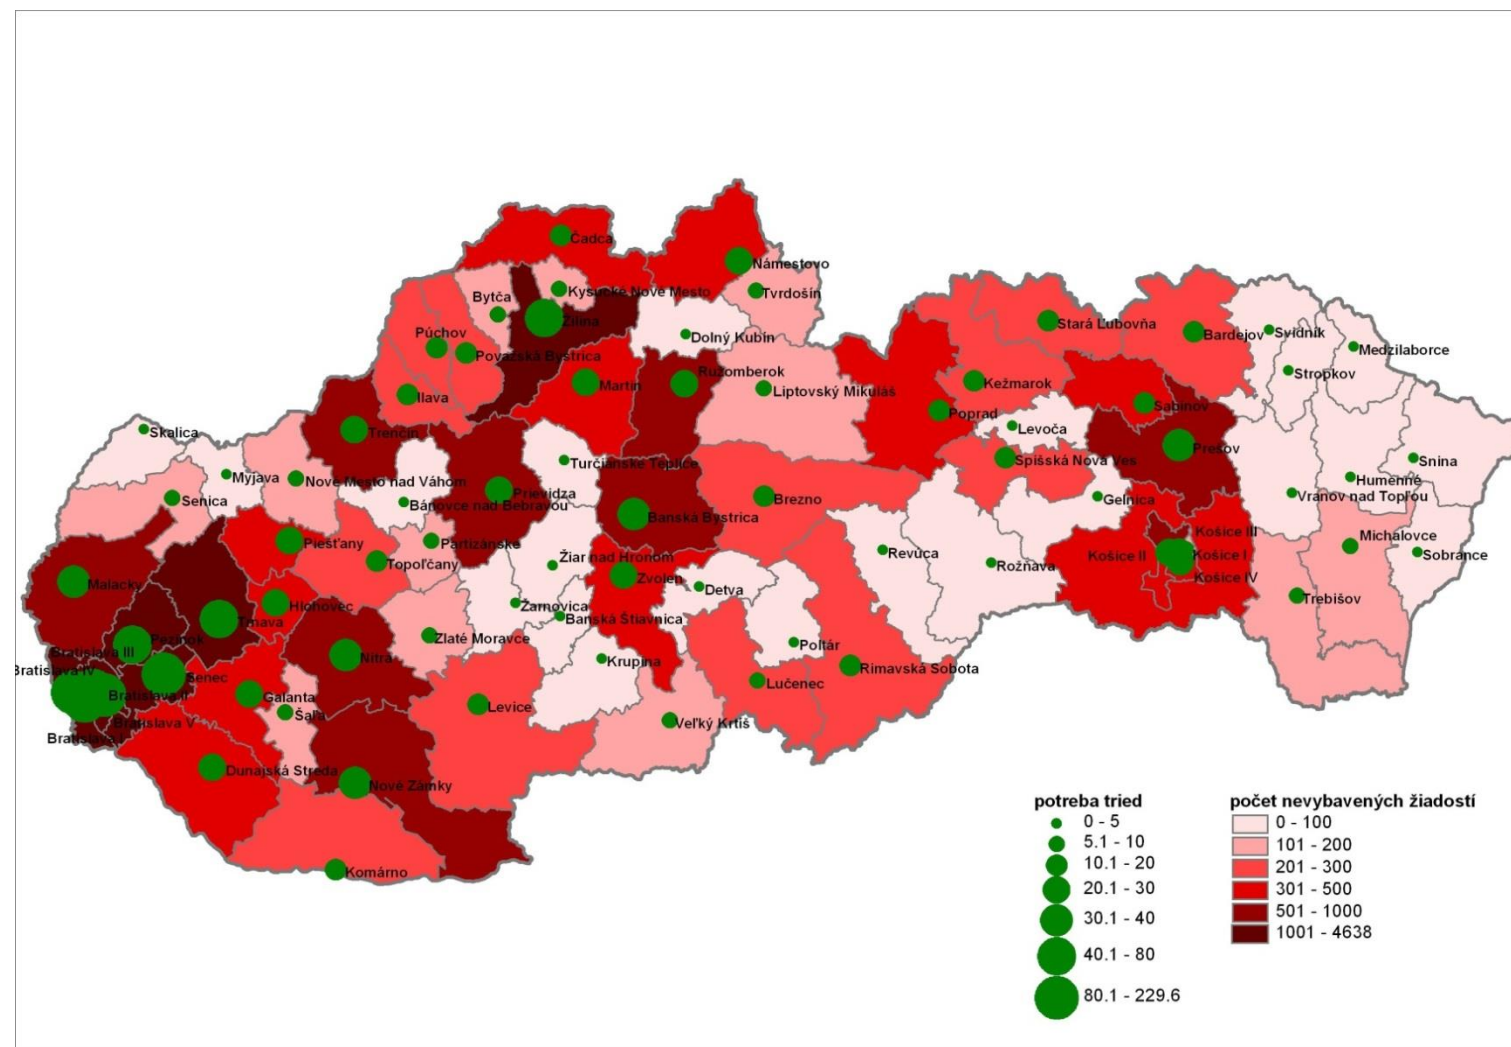 Čadca
Námestovo
Kysucké Nové Mesto
Tvrdošín
Bytča
Žilina
Stará Ľubovňa
Bardejov
Svidník
Púchov
Dolný Kubín
Medzilaborce
Považská Bystrica
Ružomberok
Stropkov
Martin
Liptovský Mikuláš
Kežmarok
Ilava
Poprad
Sabinov
Skalica
Trenčín
Levoča
Prešov
Turčianske Teplice
Spišská Nová Ves
Snina
Myjava
Nové Mesto nad Váhom
Humenné
Senica
Prievidza
Brezno
Gelnica
Vranov nad Topľou
Bánovce nad Bebravou
Banská Bystrica
Košice III
Piešťany
Partizánske
Michalovce
Revúca
Košice II
Košice I
Sobrance
Topoľčany
Žiar nad Hronom
Rožňava
Košice IV
Malacky
Zvolen
Detva
Trebišov
Hlohovec
Žarnovica
Trnava
Banská Štiavnica
Pezinok
Zlaté Moravce
Poltár
Bratislava III
Nitra
Krupina
Rimavská Sobota
Bratislava IV
Senec
Lučenec
Bratislava II
Galanta
Levice
Šaľa
Veľký Krtíš
Bratislava V
Bratislava I
Dunajská Streda
Nové Zámky
Komárno
potreba tried
0 - 5
5.1 - 10
10.1 - 20
20.1 - 30
30.1 - 40
40.1 - 80
80.1 - 229.6
počet nevybavených žiadostí
0 - 100
101 - 200
201 - 300
301 - 500
501 - 1000
1001 - 4638